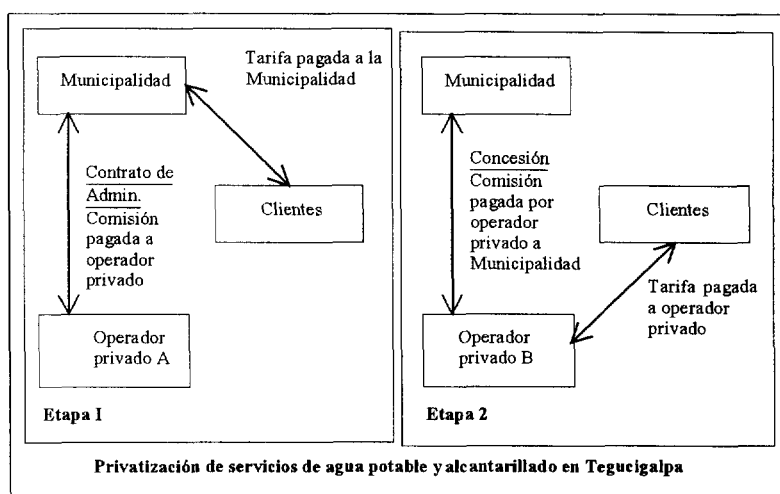 Municipalidad
Tarifa pagada a la
Municipalidad
Contrato de
Admin.
Comisión
pagada a
operador
privado
Clientes
Operador
privado A
Etapa I
Municipalidad
Concesión
Comisión
pagada por
operador
privado a
Municipalidad
Clientes
Tarifa pagada
a operador
privado
Operador
privado B
Etapa 2
Privatización de servicios de agua potable y alcantarillado en Tegucigalpa